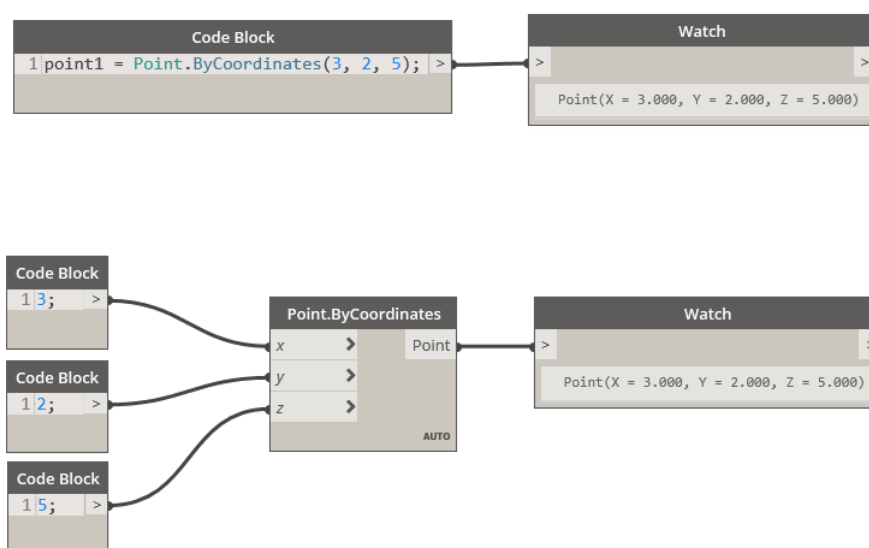 Code Block
1 point1 = Point.ByCoordinates(3, 2, 5); >
Watch
> >
Point(X = 3.000, Y = 2.000, Z = 5.000)
Code Block
1 3; >
Code Block
1 2; >
Code Block
1 5; >
Point.ByCoordinates
x > Point
y >
z >
AUTO
Watch
> >
Point(X = 3.000, Y = 2.000, Z = 5.000)